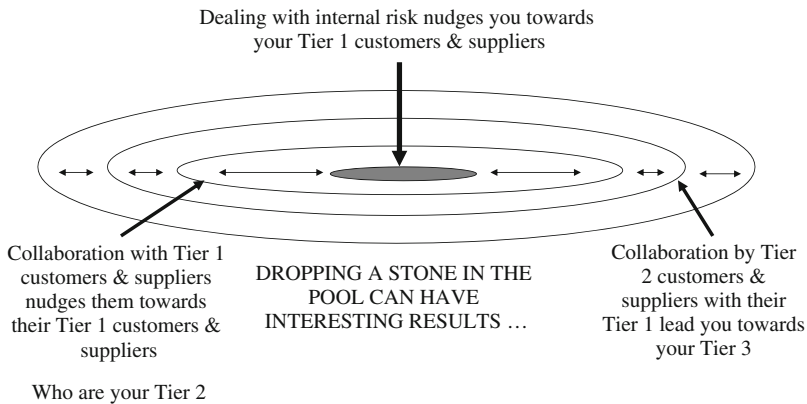 Dealing with internal risk nudges you towards
your Tier 1 customers & suppliers
Collaboration with Tier 1
customers & suppliers
nudges them towards
their Tier 1 customers &
suppliers
Who are your Tier 2
DROPPING A STONE IN THE
POOL CAN HAVE
INTERESTING RESULTS …
Collaboration by Tier
2 customers &
suppliers with their
Tier 1 lead you towards
your Tier 3